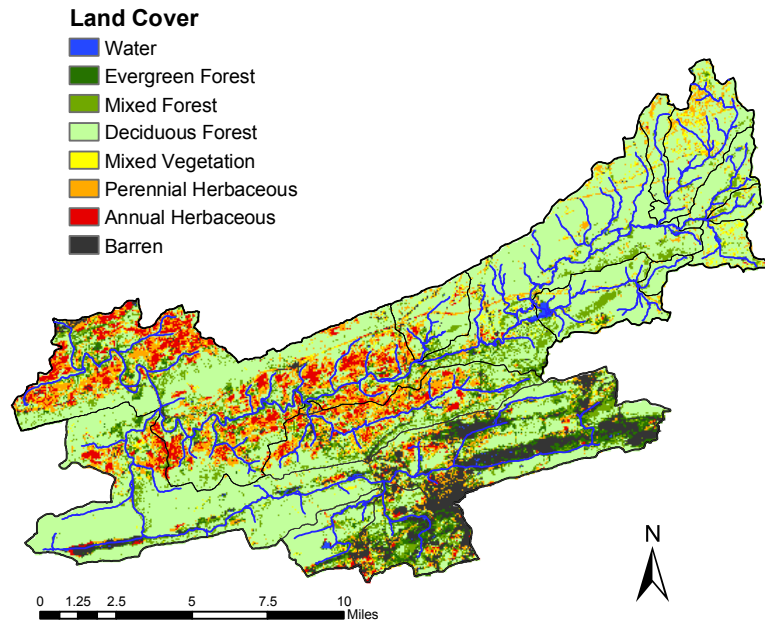 Land Cover
Water
Evergreen Forest
Mixed Forest
Deciduous Forest
Mixed Vegetation
Perennial Herbaceous
Annual Herbaceous
Barren
N
0 1.25 2.5 5 7.5 10
Miles